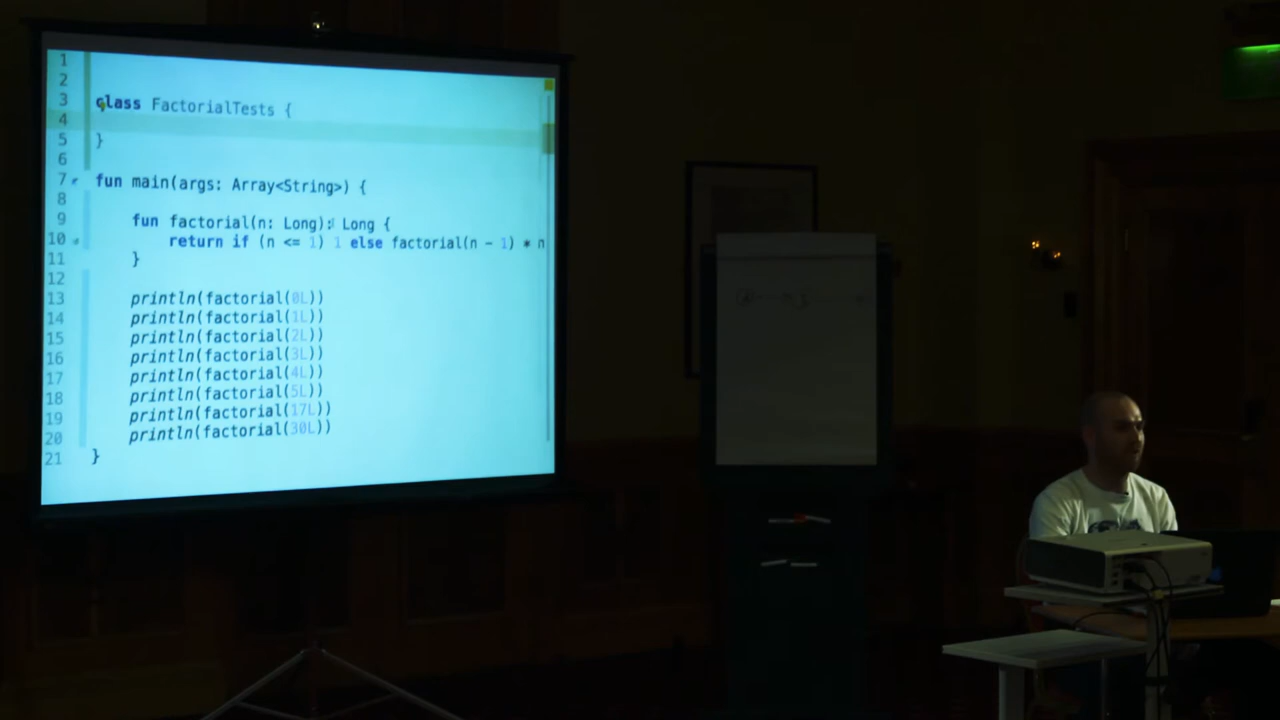 1
2
3 class FactorialTests {
4
5 }
6
7 fun main(args: Array<String>) {
8
9 fun factorial(n: Long): Long {
10 return if (n <= 1) 1 else factorial(n - 1) * n
11 }
12
13 println(factorial(0L))
14 println(factorial(1L))
15 println(factorial(2L))
16 println(factorial(3L))
17 println(factorial(4L))
18 println(factorial(5L))
19 println(factorial(17L))
20 println(factorial(30L))
21 }